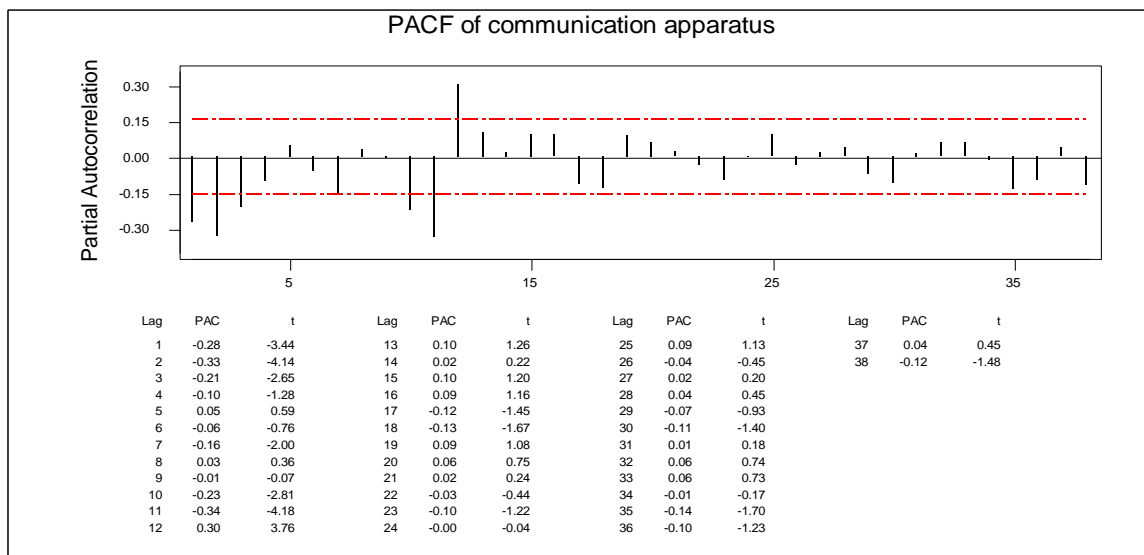 PACF of communication apparatus
Partial Autocorrelation
0.30
0.15
0.00
-0.15
-0.30
5 15 25 35
Lag PAC t Lag PAC t Lag PAC t Lag PAC t
1 -0.28 -3.44 13 0.10 1.26 25 0.09 1.13 37 0.04 0.45
2 -0.33 -4.14 14 0.02 0.22 26 -0.04 -0.45 38 -0.12 -1.48
3 -0.21 -2.65 15 0.10 1.20 27 0.02 0.20
4 -0.10 -1.28 16 0.09 1.16 28 0.04 0.45
5 0.05 0.59 17 -0.12 -1.45 29 -0.07 -0.93
6 -0.06 -0.76 18 -0.13 -1.67 30 -0.11 -1.40
7 -0.16 -2.00 19 0.09 1.08 31 0.01 0.18
8 0.03 0.36 20 0.06 0.75 32 0.06 0.74
9 -0.01 -0.07 21 0.02 0.24 33 0.06 0.73
10 -0.23 -2.81 22 -0.03 -0.44 34 -0.01 -0.17
11 -0.34 -4.18 23 -0.10 -1.22 35 -0.14 -1.70
12 0.30 3.76 24 -0.00 -0.04 36 -0.10 -1.23